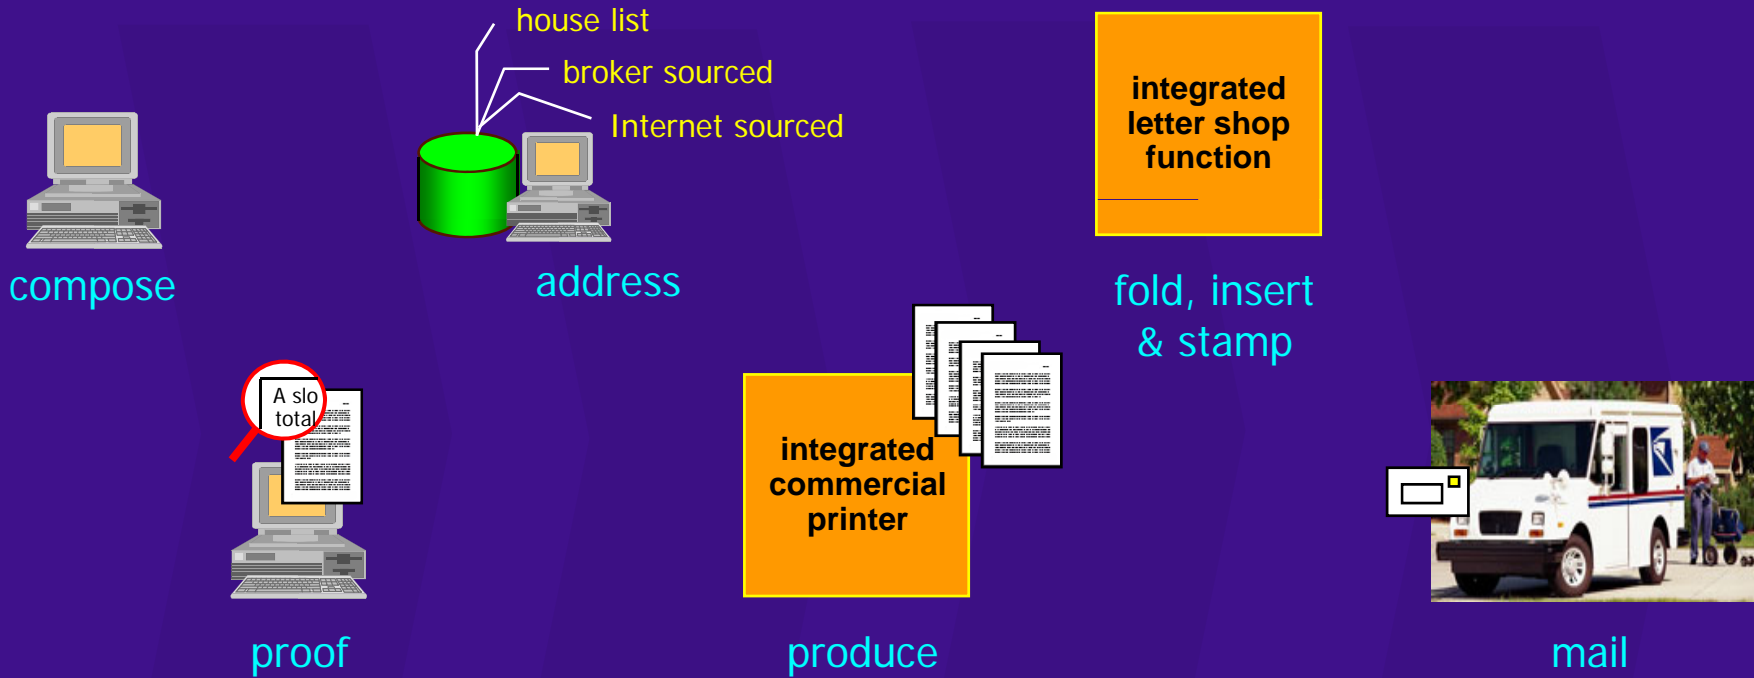 house list
broker sourced
Internet sourced
compose
address
integrated
letter shop
function
fold, insert
& stamp
A slo
total
proof
integrated
commercial
printer
produce
mail